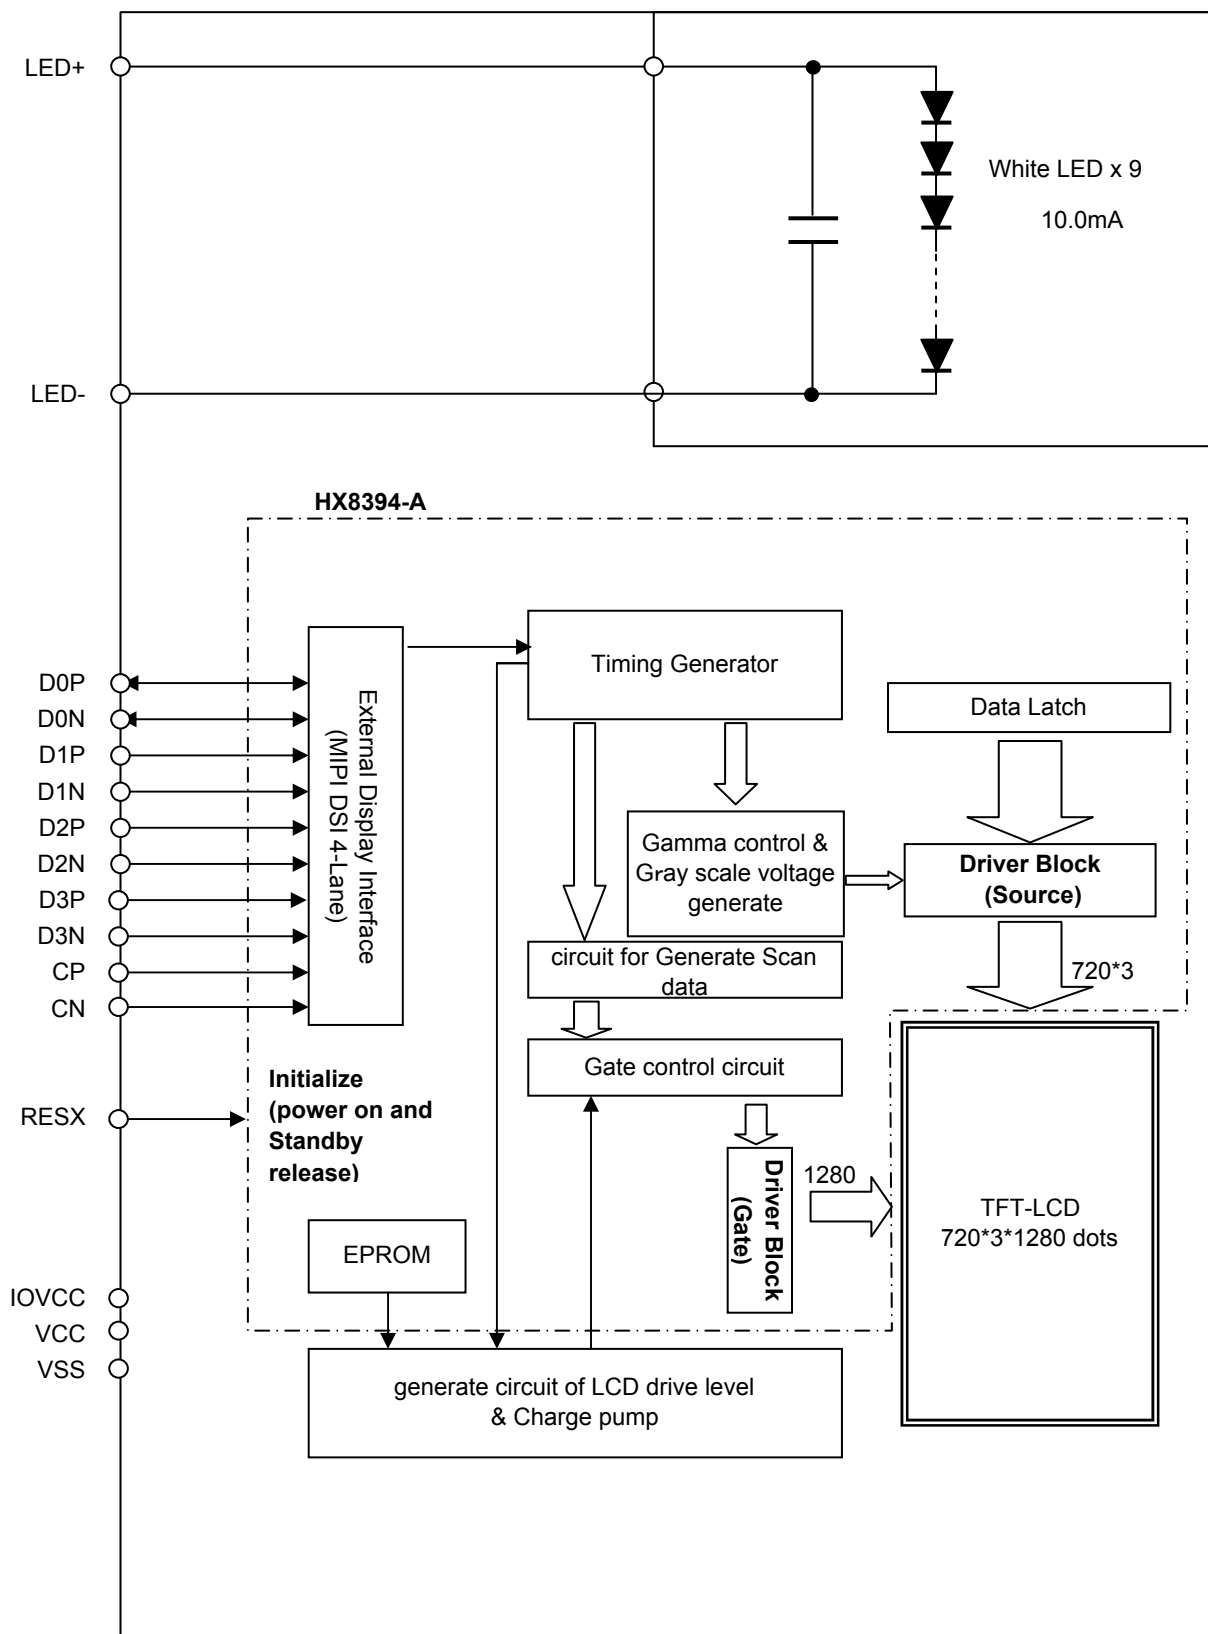 LED+
White LED x 9
10.0mA
LED-
HX8394-A
D0P
D0N
D1P
D1N
D2P
D2N
D3P
D3N
CP
CN
External Display Interface
(MIPI DSI 4-Lane)
Timing Generator
Data Latch
Gamma control &
Gray scale voltage
generate
Driver Block
(Source)
circuit for Generate Scan
data
720*3
Gate control circuit
RESX
Initialize
(power on and
Standby
release)
Driver Block
(Gate)
1280
TFT-LCD
720*3*1280 dots
EPROM
IOVCC
VCC
VSS
generate circuit of LCD drive level
& Charge pump